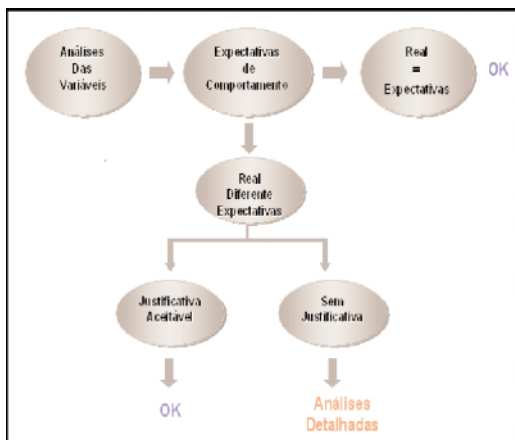 Análises
Das
Variáveis
Expectativas
de
Comportamento
Real
=
Expectativas
OK
Real
Diferente
Expectativas
Justificativa
Aceitável
Sem
Justificativa
OK
Análises
Detalhadas